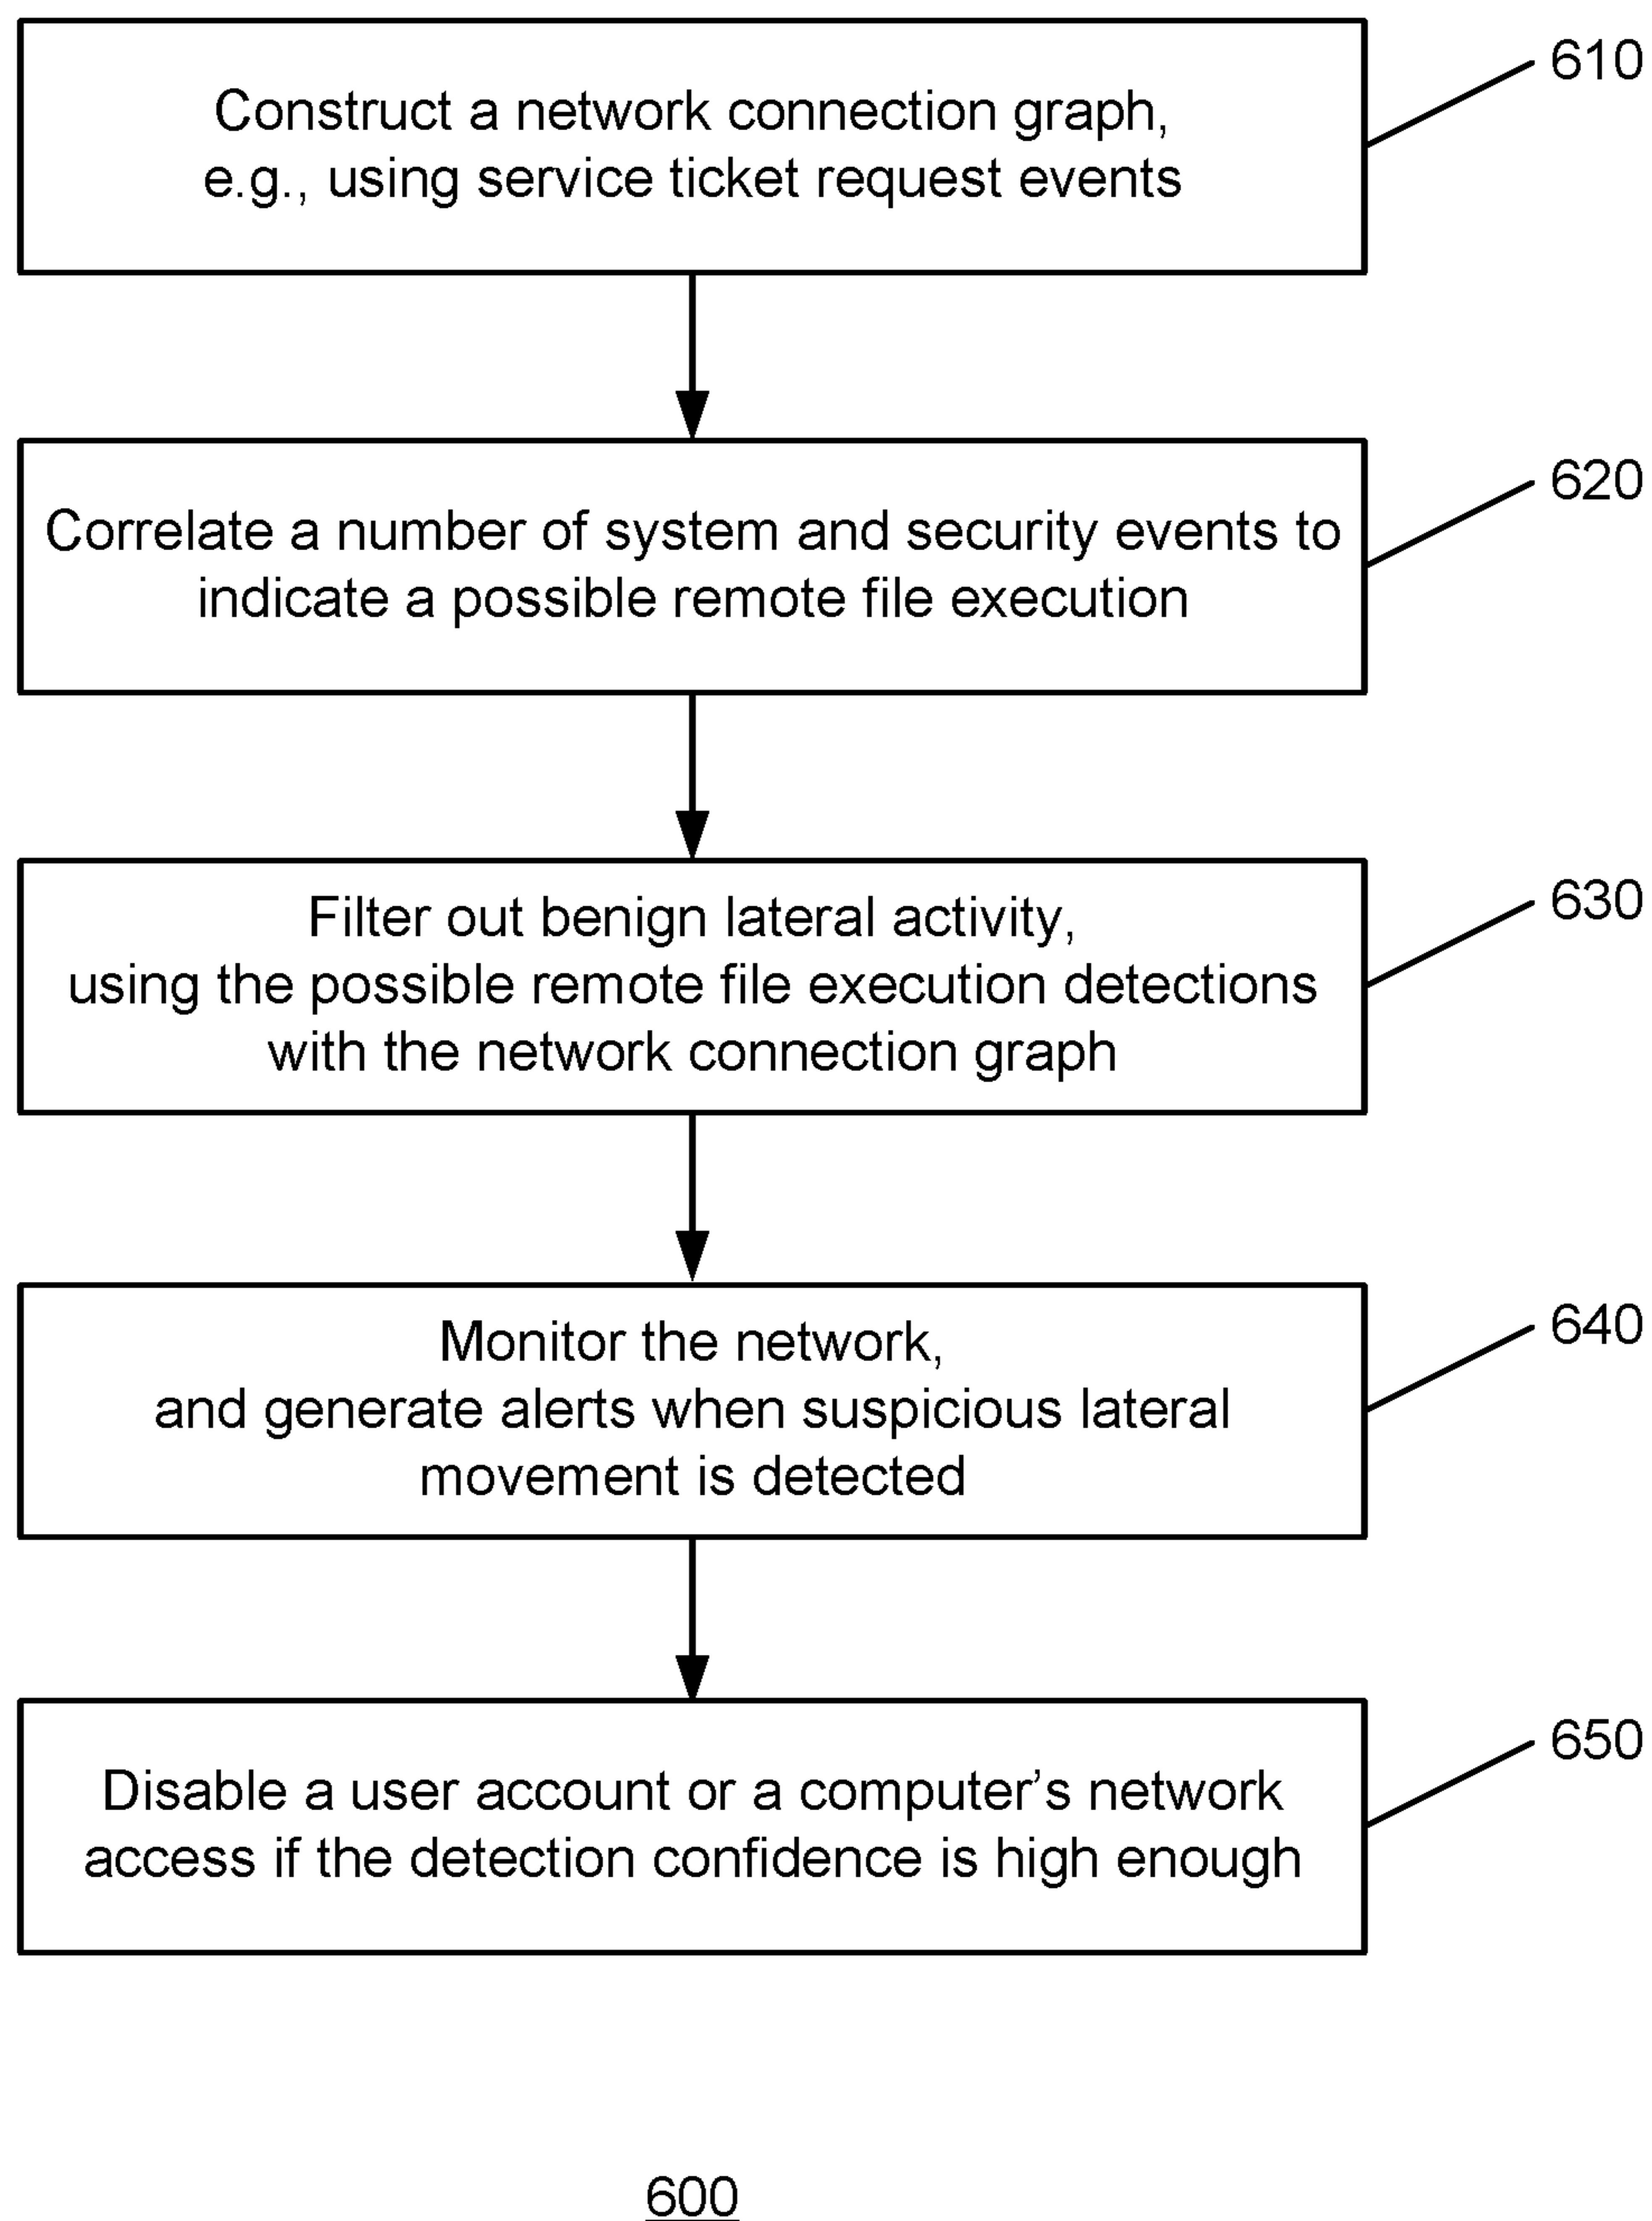 Construct a network connection graph,
e.g., using service ticket request events
610
Correlate a number of system and security events to
indicate a possible remote file execution
620
Filter out benign lateral activity,
using the possible remote file execution detections
with the network connection graph
630
Monitor the network,
and generate alerts when suspicious lateral
movement is detected
640
Disable a user account or a computer’s network
access if the detection confidence is high enough
650
600